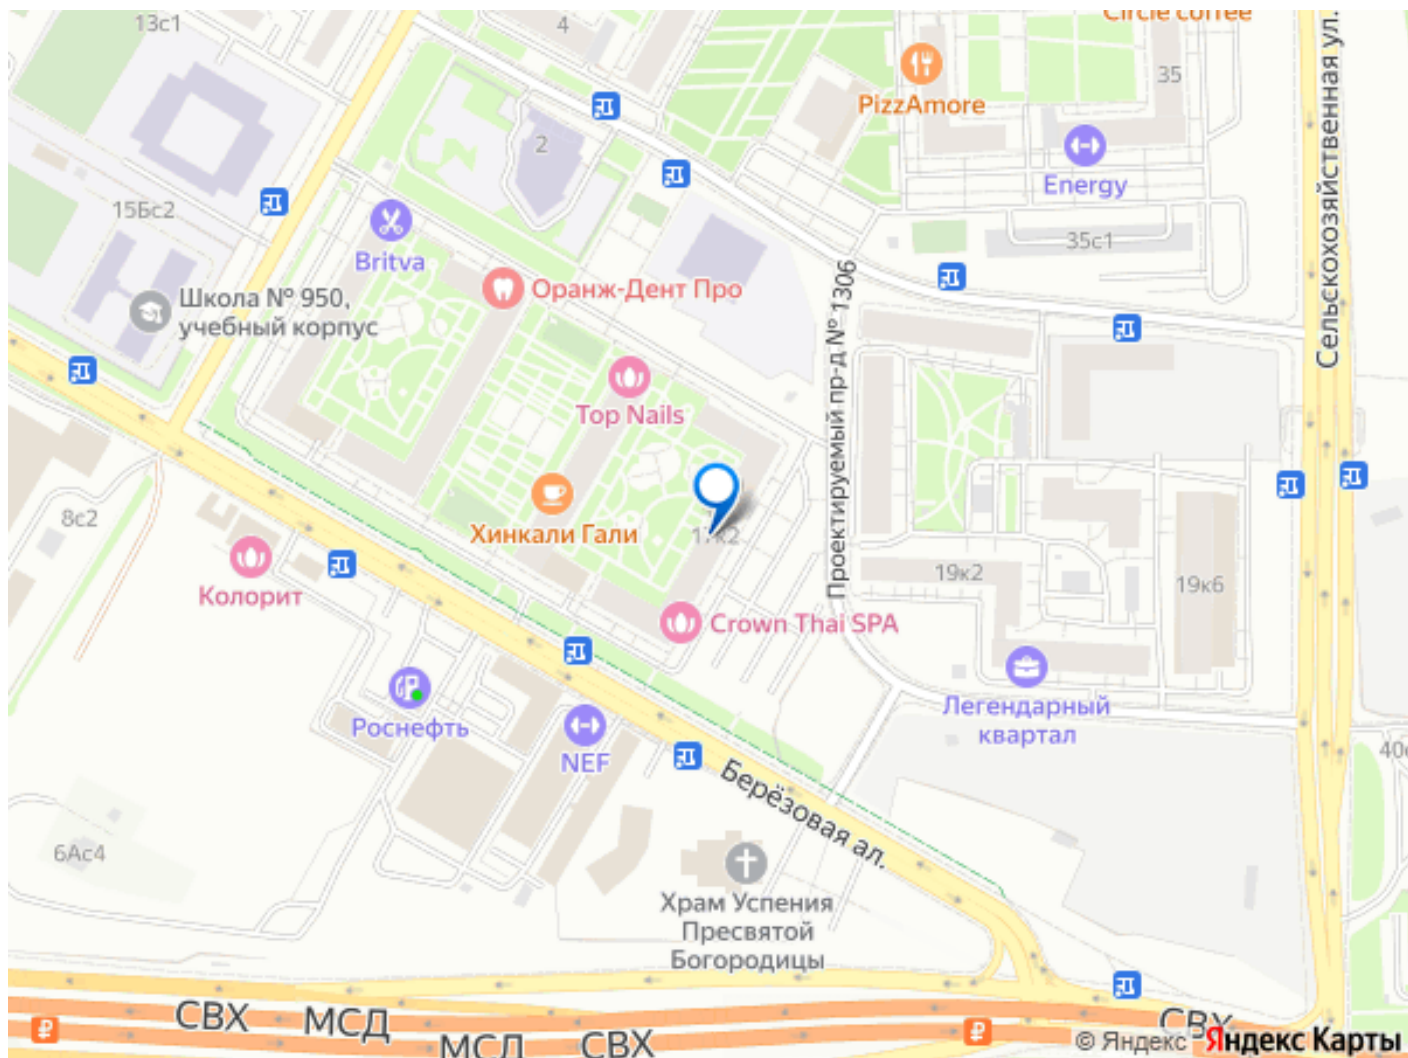 13с1
4
Circle coffee
35
PizzAmore
Energy
2
15Бс2
Britva
35с1
Школа № 950,
учебный корпус
Оранж-Дент Про
Сельскохозяйственная ул.
Проектируемый пр-д № 1306
Top Nails
8с2
Хинкали Гали
17к2
19к2
19к6
Колорит
Crown Thai SPA
Роснефть
Легендарный
квартал
NEF
Берёзовая ал.
6Ас4
Храм Успения
Пресвятой
Богородицы
СВХ
МСД
МСД
СВХ
СВХ
© Яндекс Яндекс Карты